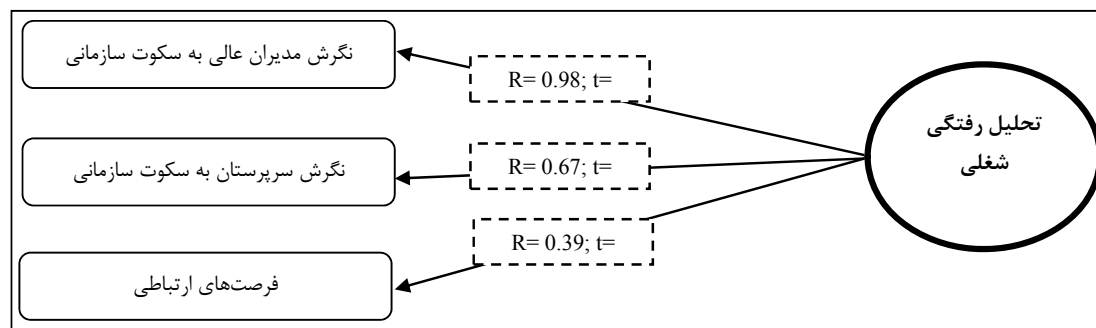 نگرش مدیران عالی به سکوت سازمانی
R= 0.98; t=
تحلیل رفتگی
شغلی
نگرش سرپرستان به سکوت سازمانی
R= 0.67; t=
R= 0.39; t=
فرصت‌های ارتباطی